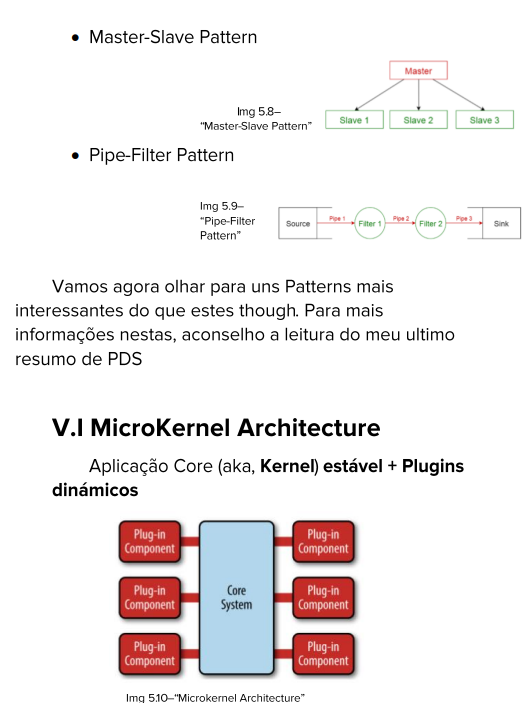 • Master-Slave Pattern
Master
Img 5.8–
“Master-Slave Pattern”
Slave 1
Slave 2
Slave 3
• Pipe-Filter Pattern
Img 5.9–
“Pipe-Filter
Pattern”
Source
Pipe 1
Filter 1
Pipe 2
Filter 2
Pipe 3
Sink
Vamos agora olhar para uns Patterns mais
interessantes do que estes though. Para mais
informações nestas, aconselho a leitura do meu ultimo
resumo de PDS
V.I MicroKernel Architecture
Aplicação Core (aka, Kernel) estável + Plugins
dinámicos
Plug-in
Component
Plug-in
Component
Plug-in
Component
Core
System
Plug-in
Component
Plug-in
Component
Plug-in
Component
Img 5.10–“Microkernel Architecture”